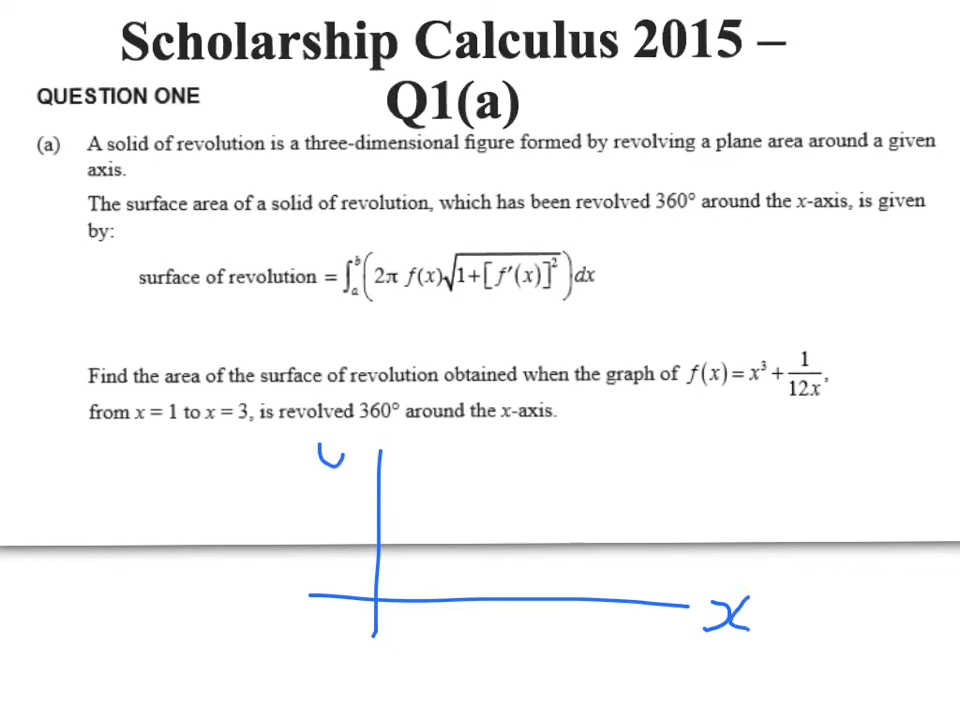 Scholarship Calculus 2015 –
Q1(a)
QUESTION ONE
(a) A solid of revolution is a three-dimensional figure formed by revolving a plane area around a given
axis.
The surface area of a solid of revolution, which has been revolved 360° around the x-axis, is given
by:
surface of revolution = ∫ₐᵇ (2π f(x)√(1+[f′(x)]²)) dx
Find the area of the surface of revolution obtained when the graph of f(x) = x³ + 1/(12x),
from x = 1 to x = 3, is revolved 360° around the x-axis.
x